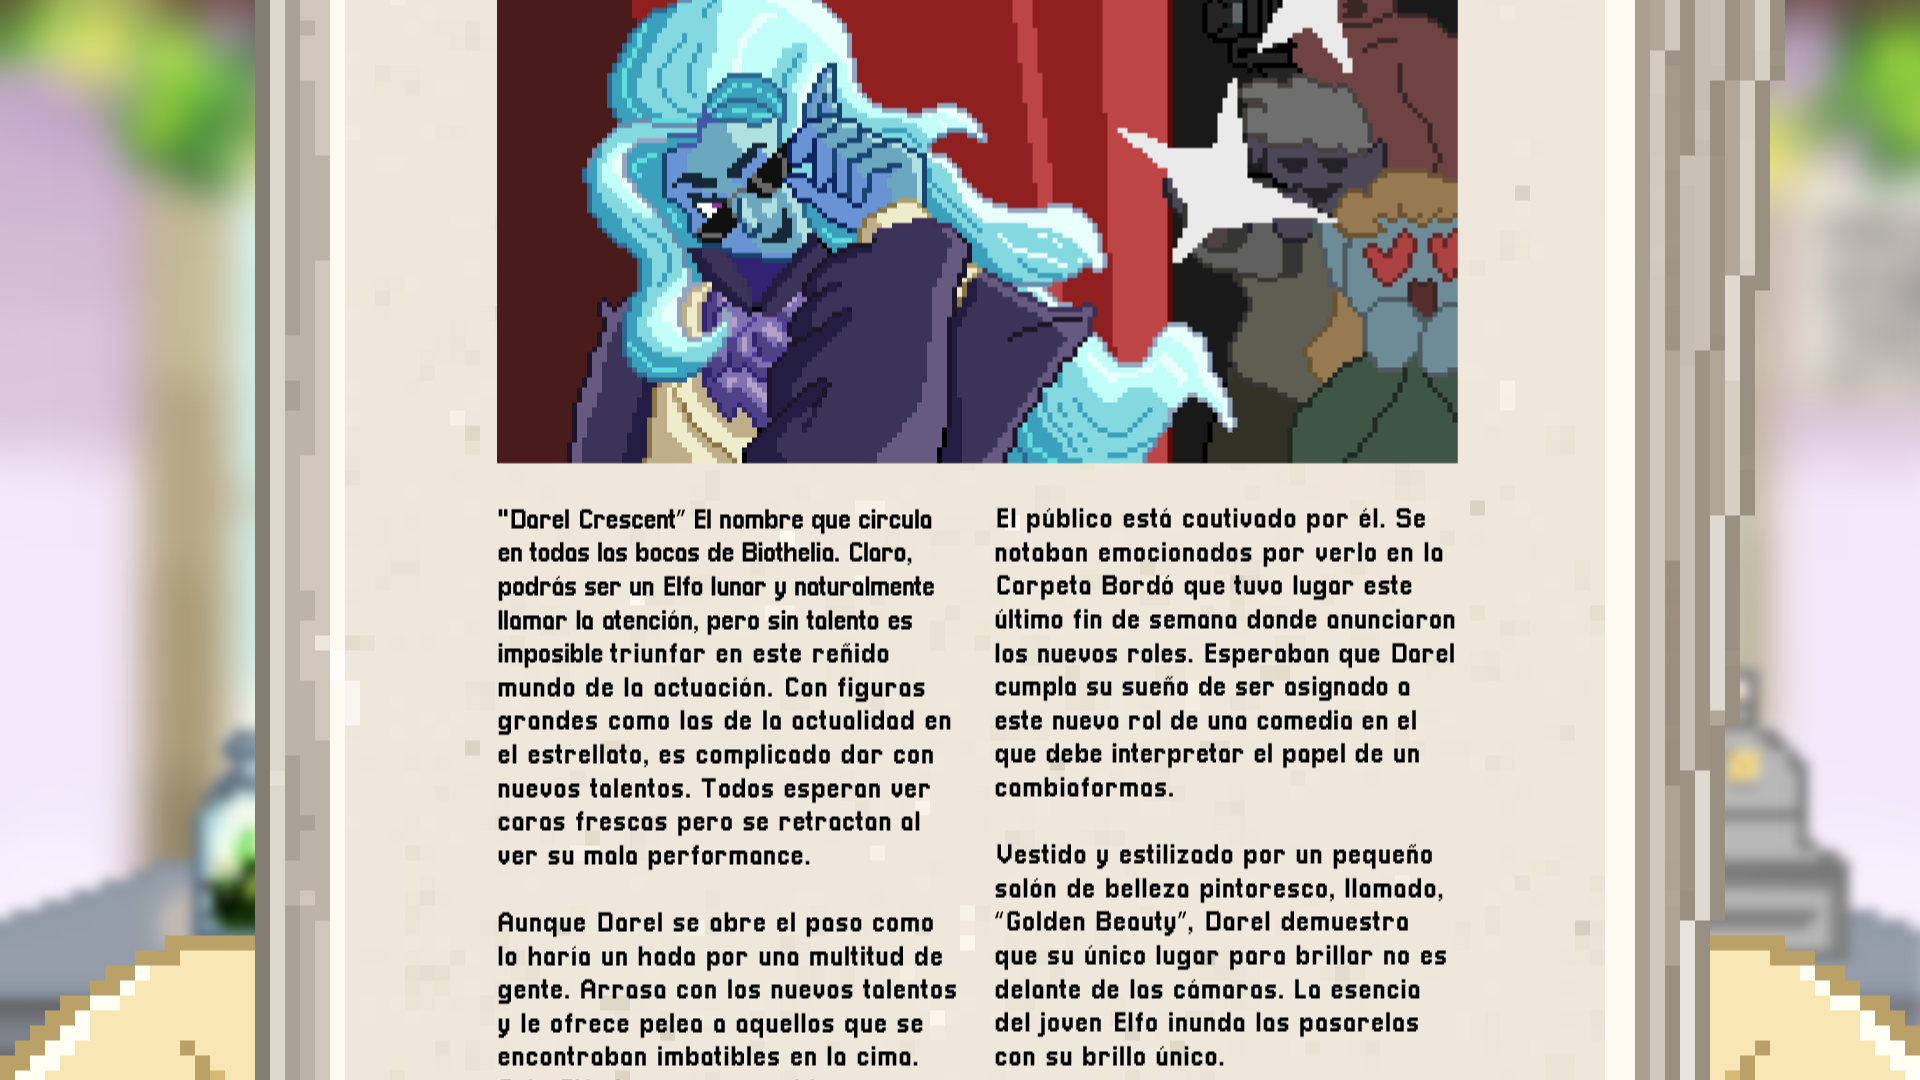 "Darel Crescent" El nombre que circula
en todas las bocas de Biothelia. Claro,
podrás ser un Elfo lunar y naturalmente
llamar la atención, pero sin talento es
imposible triunfar en este reñido
mundo de la actuación. Con figuras
grandes como las de la actualidad en
el estrellato, es complicado dar con
nuevos talentos. Todos esperan ver
caras frescas pero se retractan al
ver su mala performance.
Aunque Darel se abre el paso como
lo haría un hada por una multitud de
gente. Arrasa con los nuevos talentos
y le ofrece pelea a aquellos que se
encontraban imbatibles en la cima.
El público está cautivado por él. Se
notaban emocionados por verlo en la
Carpeta Bordó que tuvo lugar este
último fin de semana donde anunciaron
los nuevos roles. Esperaban que Darel
cumpla su sueño de ser asignado a
este nuevo rol de una comedia en el
que debe interpretar el papel de un
cambiaformas.
Vestido y estilizado por un pequeño
salón de belleza pintoresco, llamado,
“Golden Beauty”, Darel demuestra
que su único lugar para brillar no es
delante de las cámaras. La esencia
del joven Elfo inunda las pasarelas
con su brillo único.